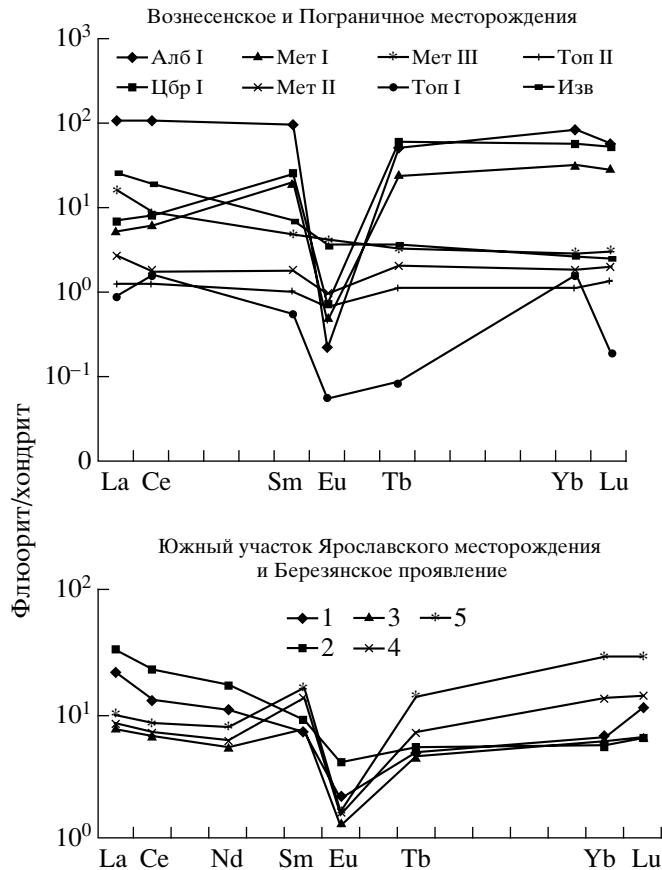 Вознесенское и Пограничное месторождения
10³
Алб I Мет I Мет III Топ II
Цбр I Мет II Топ I Изв
10²
10¹
10⁰
10⁻¹
0
La Ce Sm Eu Tb Yb Lu
Флюорит/хондрит
Южный участок Ярославского месторождения
и Березянское проявление
10²
1 3 5
2 4
10¹
10⁰
La Ce Nd Sm Eu Tb Yb Lu